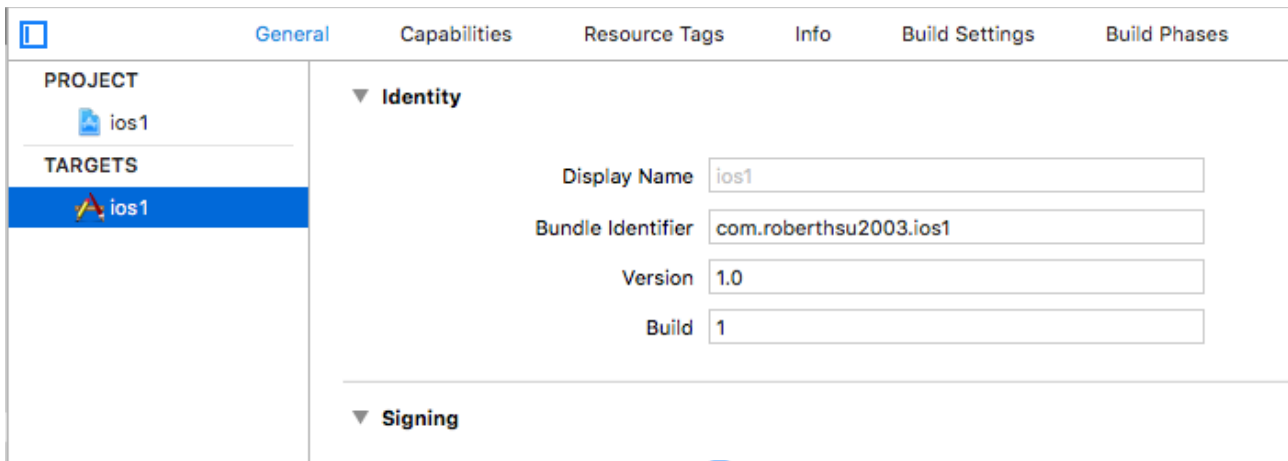 General Capabilities Resource Tags Info Build Settings Build Phases
PROJECT
ios1
TARGETS
ios1
Identity
Display Name ios1
Bundle Identifier com.roberthsu2003.ios1
Version 1.0
Build 1
Signing